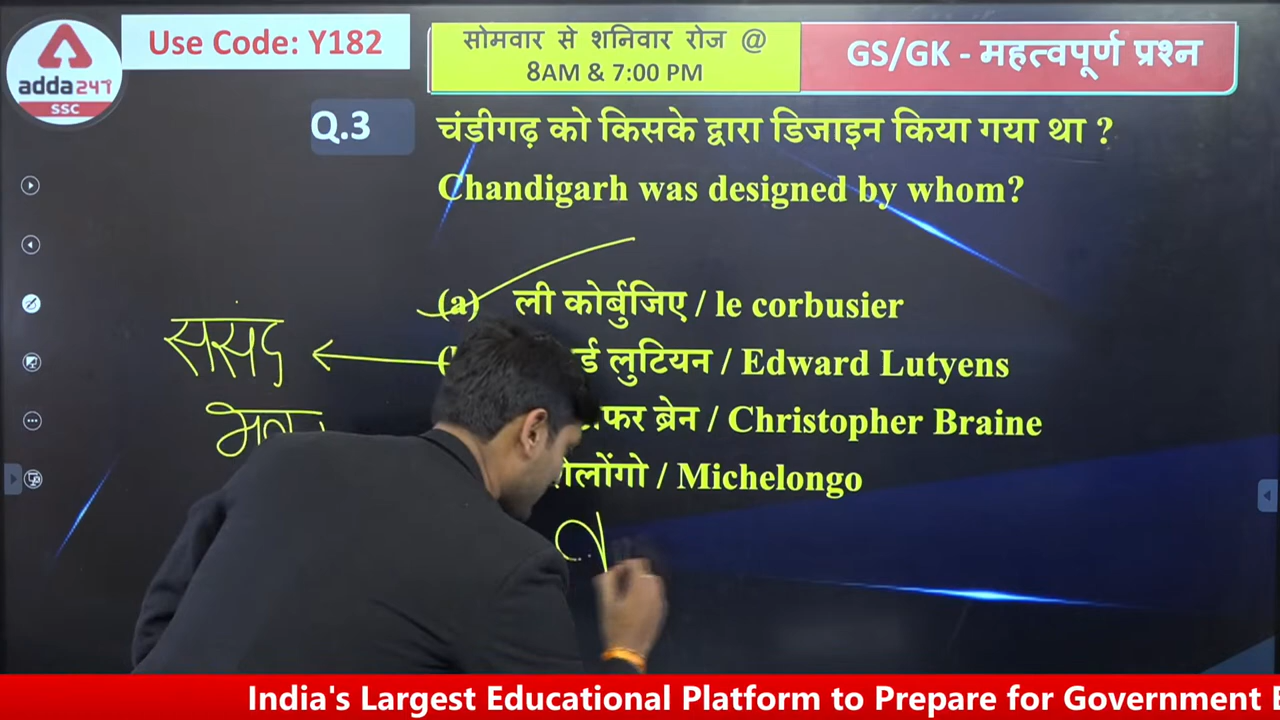 adda247
SSC
Use Code: Y182
सोमवार से शनिवार रोज @
8AM & 7:00 PM
GS/GK - महत्वपूर्ण प्रश्न
Q.3
चंडीगढ़ को किसके द्वारा डिजाइन किया गया था ?
Chandigarh was designed by whom?
(a) ली कोर्बुजिए / le corbusier
लुटियन / Edward Lutyens
ब्रेन / Christopher Braine
/ Michelongo
संसद
India's Largest Educational Platform to Prepare for Government